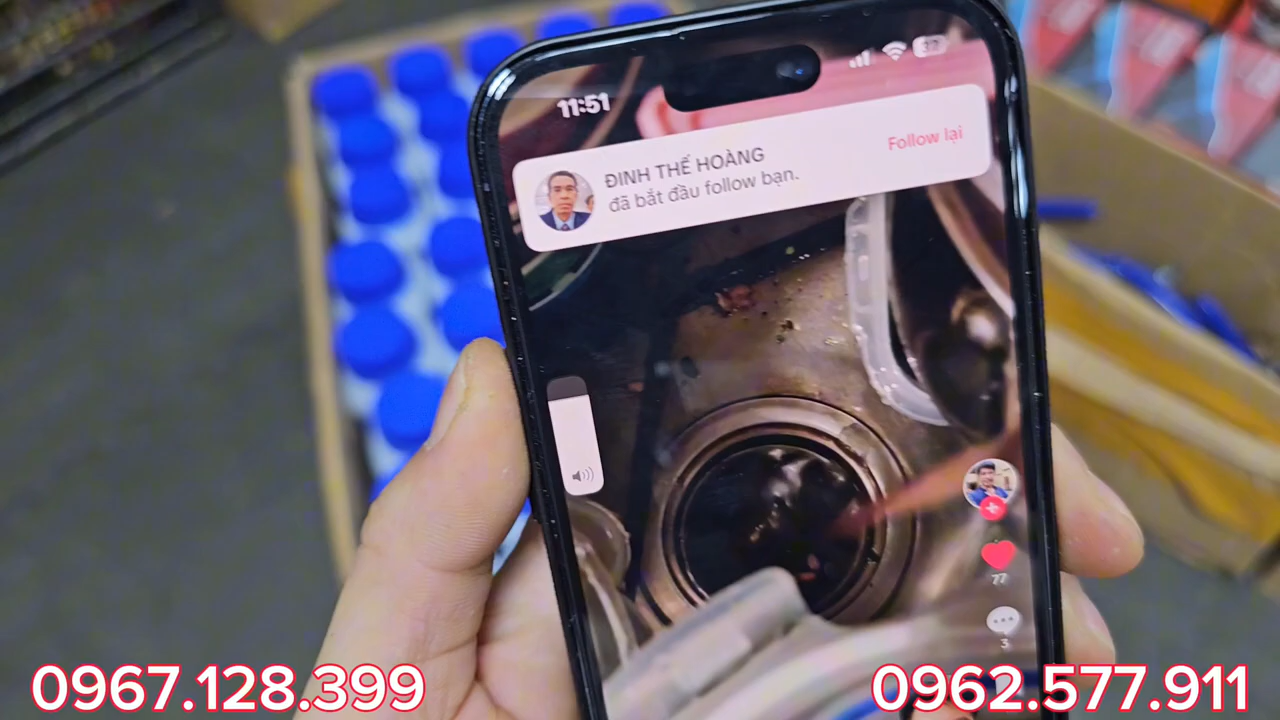 11:51
37
ĐINH THẾ HOÀNG
đã bắt đầu follow bạn.
Follow lại
77
3
0967.128.399
0962.577.911